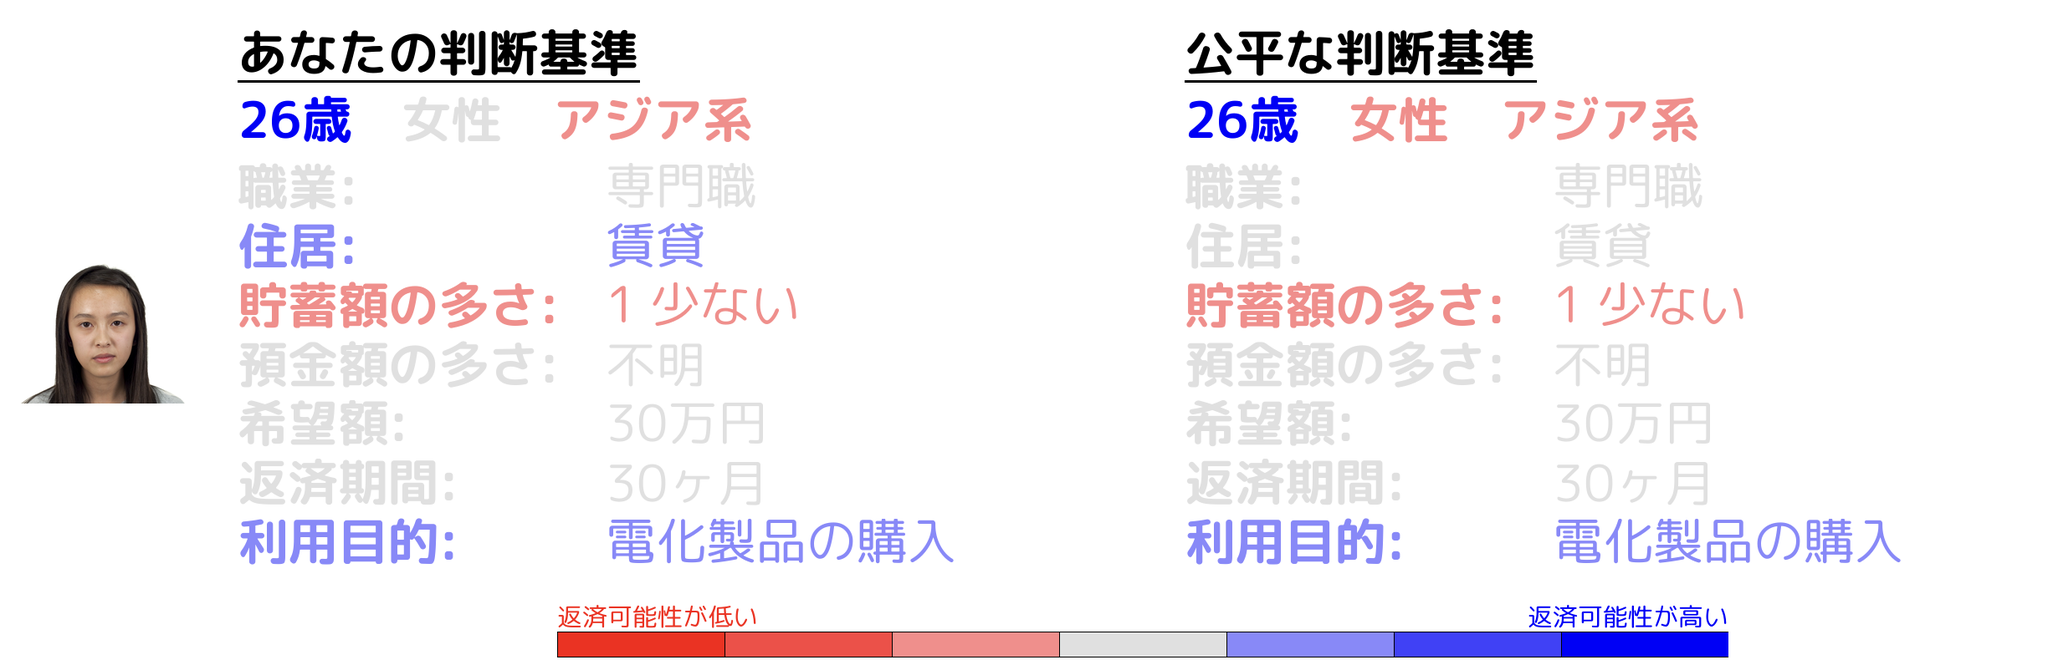 あなたの判断基準
26歳 女性 アジア系
職業: 専門職
住居: 賃貸
貯蓄額の多さ: 1 少ない
預金額の多さ: 不明
希望額: 30万円
返済期間: 30ヶ月
利用目的: 電化製品の購入
公平な判断基準
26歳 女性 アジア系
職業: 専門職
住居: 賃貸
貯蓄額の多さ: 1 少ない
預金額の多さ: 不明
希望額: 30万円
返済期間: 30ヶ月
利用目的: 電化製品の購入
返済可能性が低い
返済可能性が高い